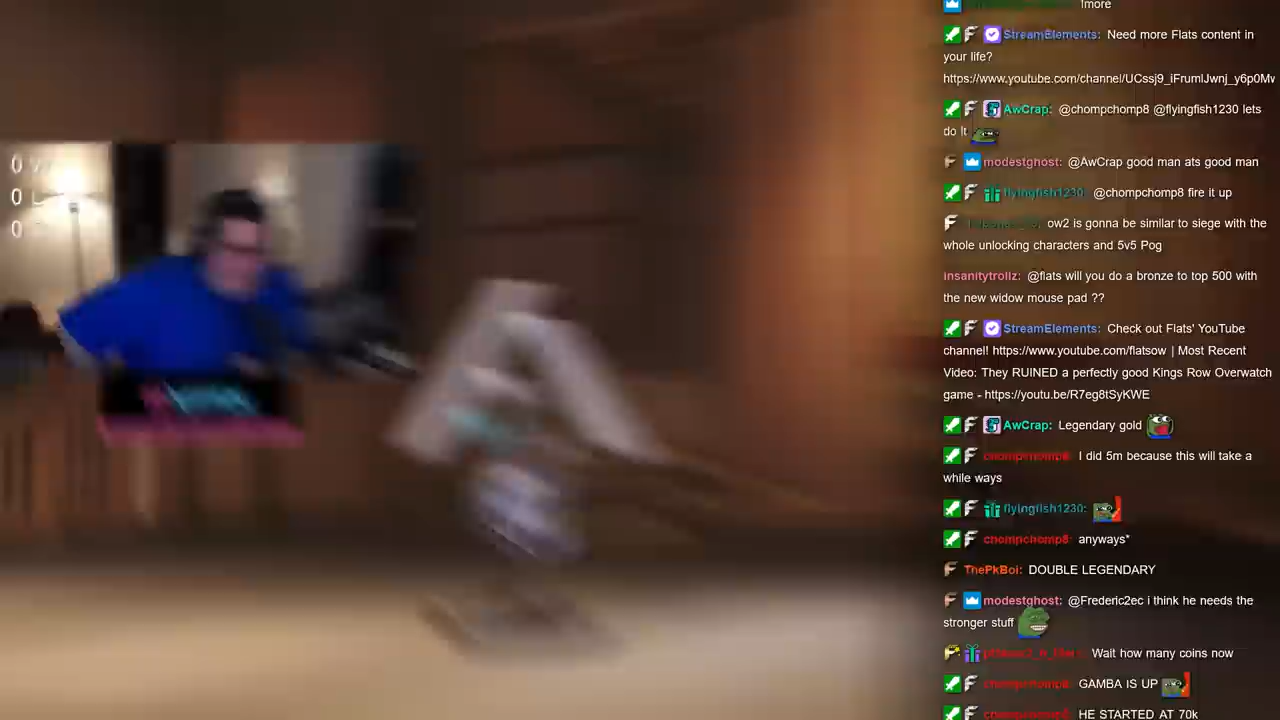 !more
StreamElements: Need more Flats content in
your life?
https://www.youtube.com/channel/UCssj9_iFrumlJwnj_y6p0Mv
AwCrap: @chompchomp8 @flyingfish1230 lets
do It
modestghost: @AwCrap good man ats good man
flyingfish1230: @chompchomp8 fire it up
ow2 is gonna be similar to siege with the
whole unlocking characters and 5v5 Pog
insanitytrollz: @flats will you do a bronze to top 500 with
the new widow mouse pad ??
StreamElements: Check out Flats' YouTube
channel! https://www.youtube.com/flatsow | Most Recent
Video: They RUINED a perfectly good Kings Row Overwatch
game - https://youtu.be/R7eg8tSyKWE
AwCrap: Legendary gold
chompchomp8: I did 5m because this will take a
while ways
flyingfish1230:
chompchomp8: anyways*
ThePkBoi: DOUBLE LEGENDARY
modestghost: @Frederic2ec i think he needs the
stronger stuff
Wait how many coins now
chompchomp8: GAMBA IS UP
chompchomp8: HE STARTED AT 70k
0
0 L
0